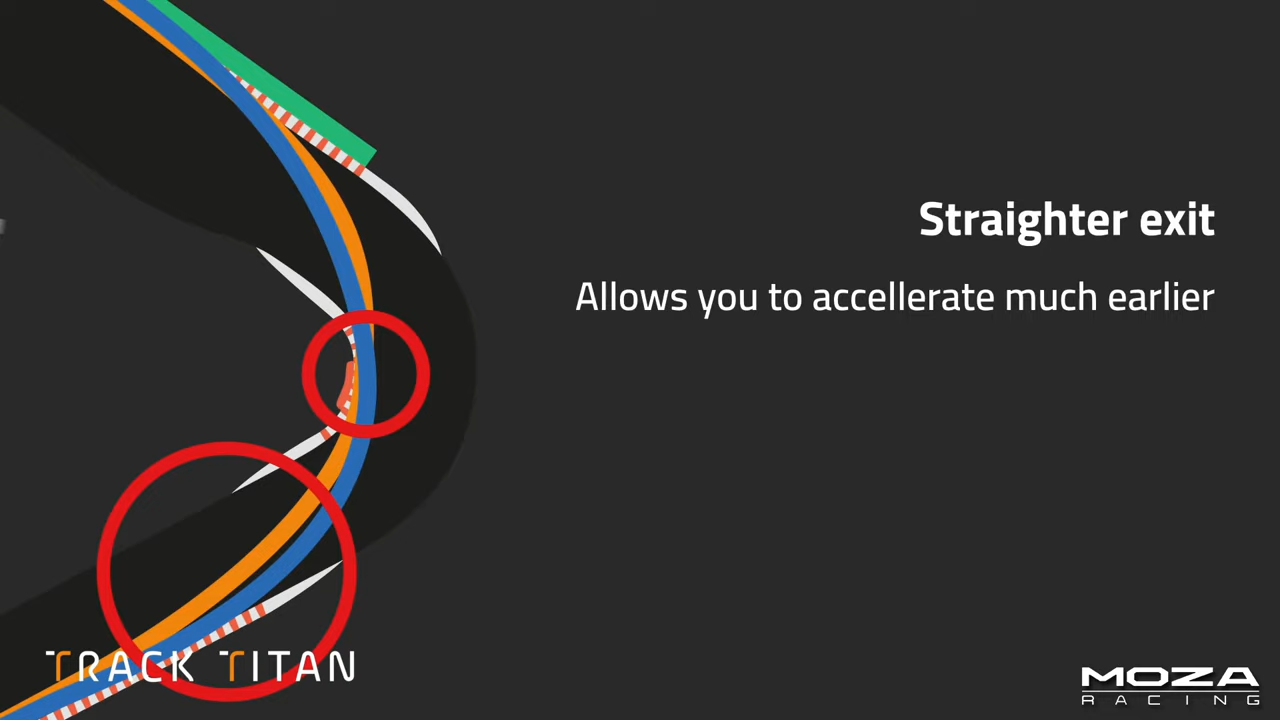 Straighter exit
Allows you to accellerate much earlier
TRACK TITAN
MOZA
RACING